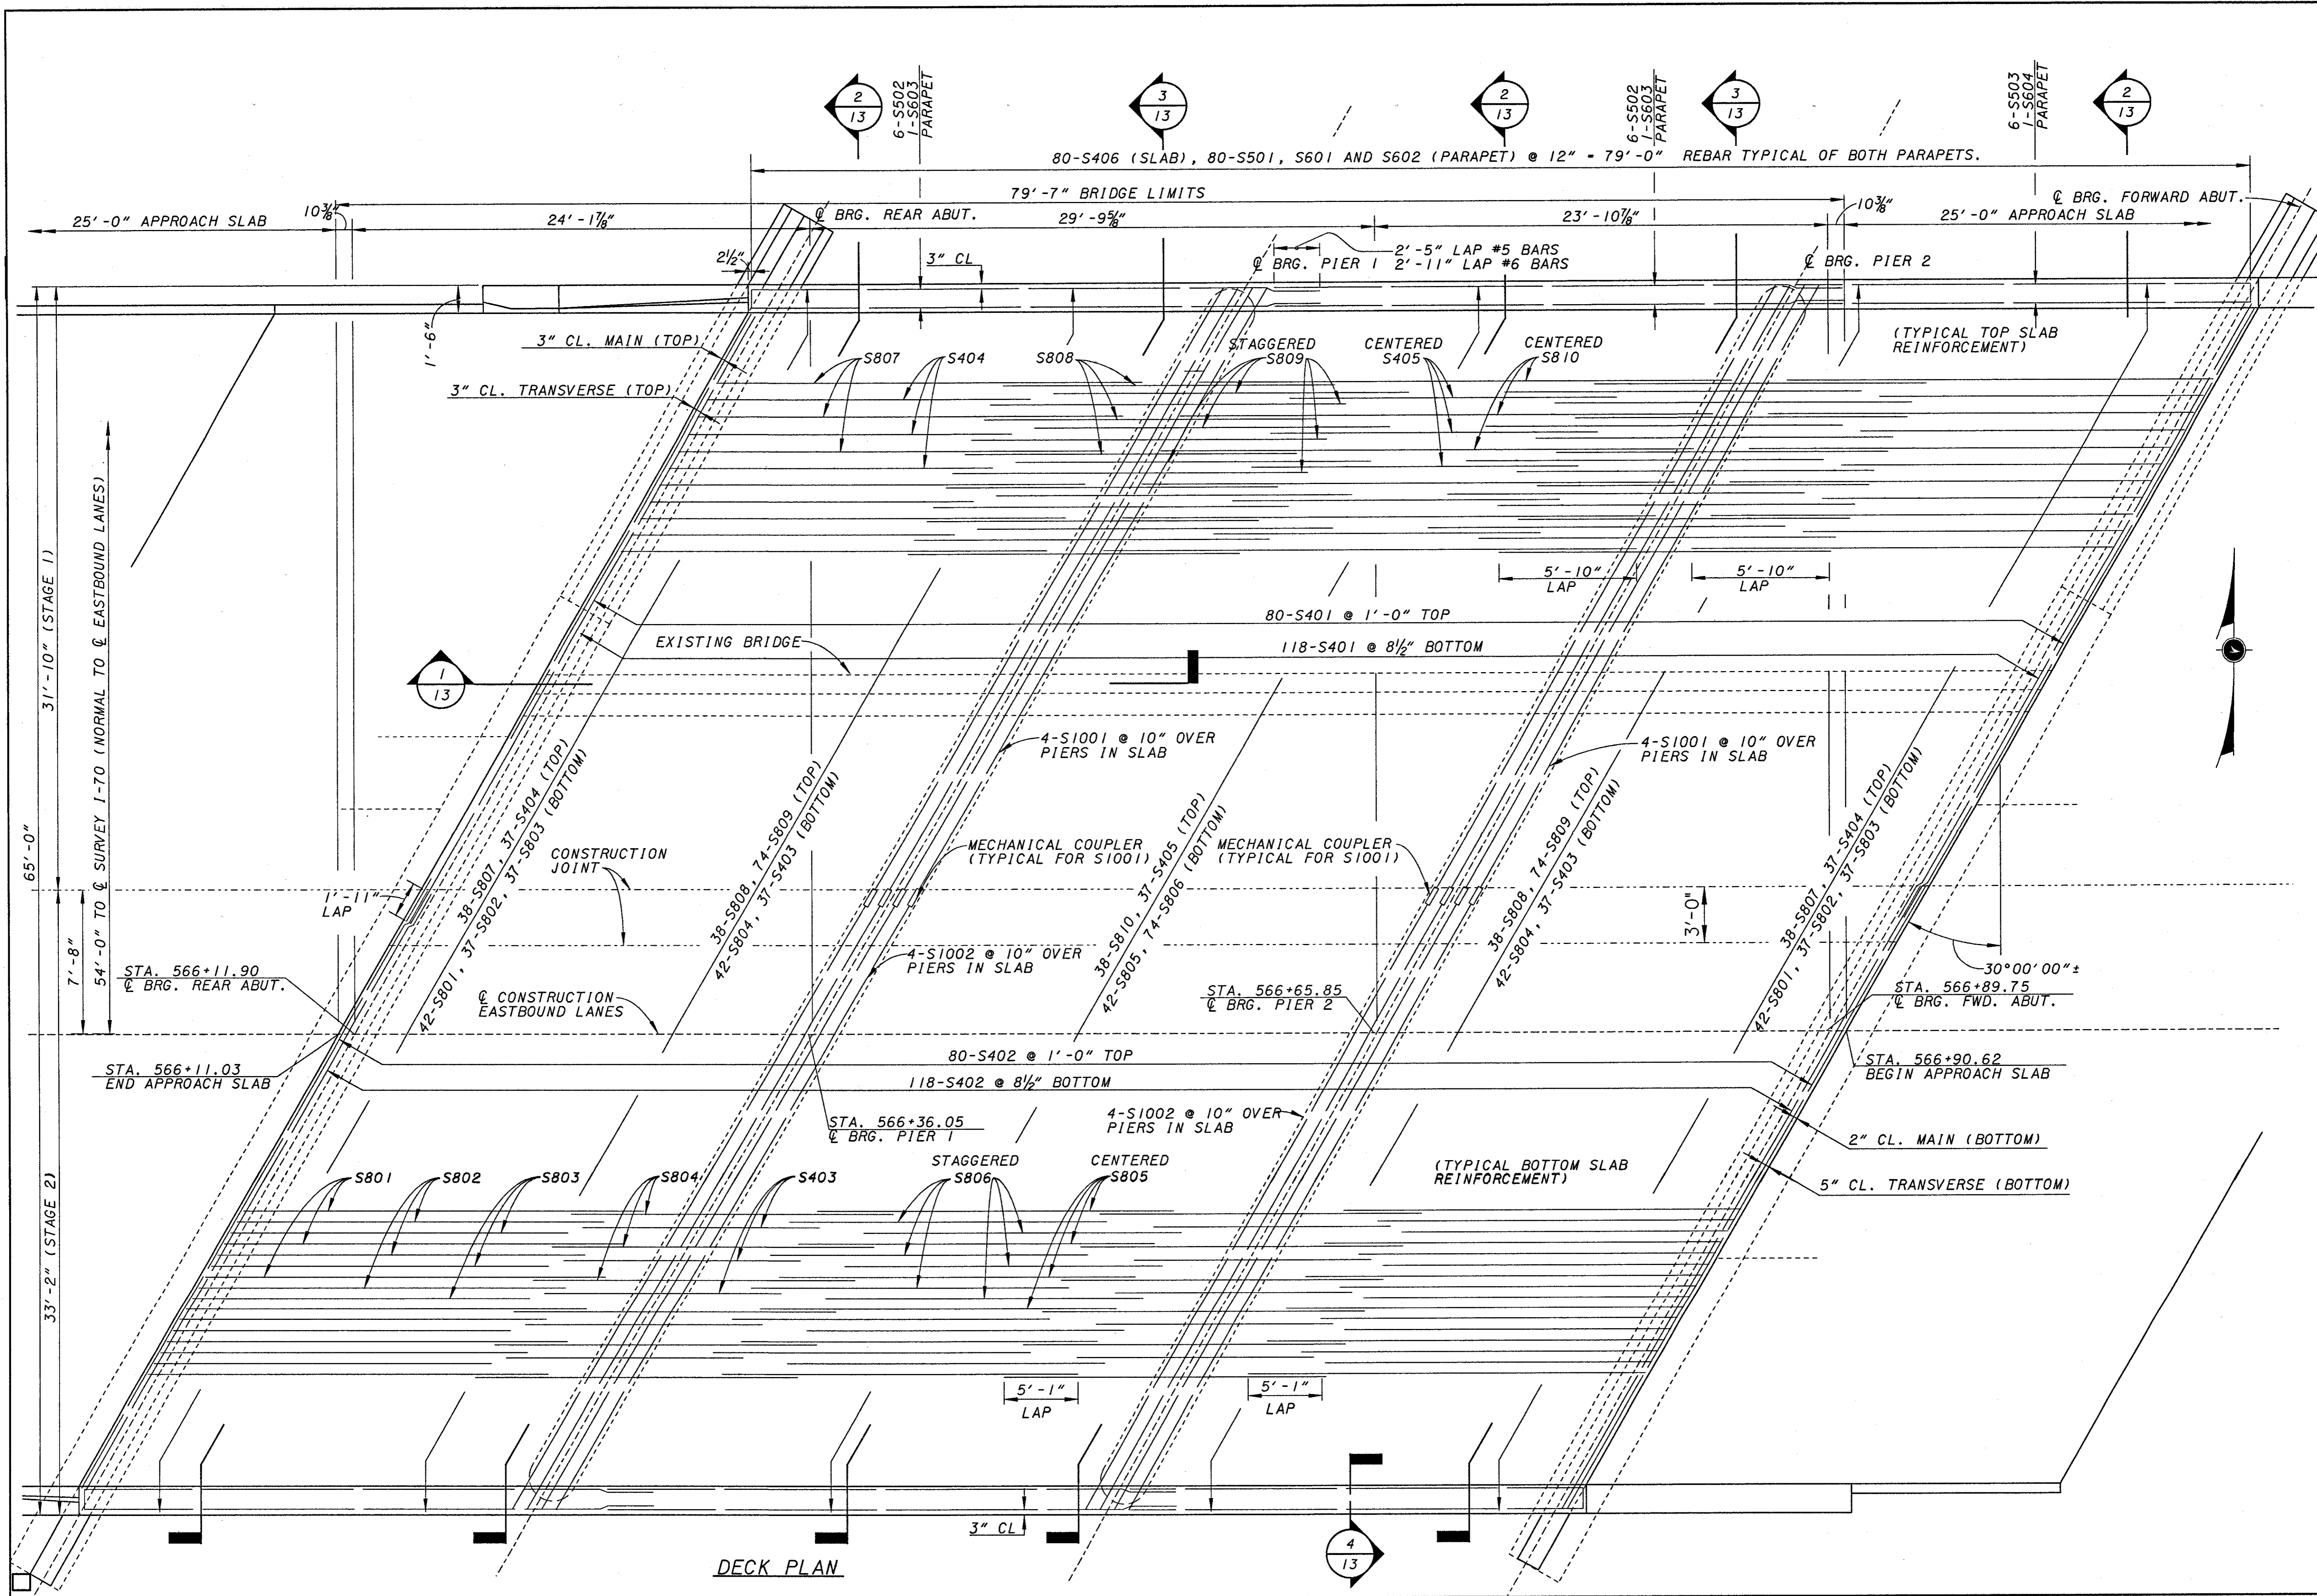 2
13
6-S502
1-S603
PARAPET
3
13
2
13
6-S502
1-S603
PARAPET
3
13
6-S503
1-S604
PARAPET
2
13
80-S406 (SLAB), 80-S501, S601 AND S602 (PARAPET) @ 12" = 79'-0" REBAR TYPICAL OF BOTH PARAPETS.
79'-7" BRIDGE LIMITS
25'-0" APPROACH SLAB
10⅜"
24'-1⅞"
℄ BRG. REAR ABUT.
29'-9⅝"
23'-10⅞"
10⅜"
25'-0" APPROACH SLAB
℄ BRG. FORWARD ABUT.
2½"
3" CL
℄ BRG. PIER 1
2'-5" LAP #5 BARS
2'-11" LAP #6 BARS
℄ BRG. PIER 2
1'-6"
3" CL. MAIN (TOP)
3" CL. TRANSVERSE (TOP)
S807
S404
S808
STAGGERED
S809
CENTERED
S405
CENTERED
S810
(TYPICAL TOP SLAB
REINFORCEMENT)
5'-10"
LAP
5'-10"
LAP
80-S401 @ 1'-0" TOP
EXISTING BRIDGE
118-S401 @ 8½" BOTTOM
1
13
65'-0"
31'-10" (STAGE 1)
54'-0" TO ℄ SURVEY I-70 (NORMAL TO ℄ EASTBOUND LANES)
4-S1001 @ 10" OVER
PIERS IN SLAB
4-S1001 @ 10" OVER
PIERS IN SLAB
38-S807, 37-S404 (TOP)
42-S801, 37-S802, 37-S803 (BOTTOM)
38-S808, 74-S809 (TOP)
42-S804, 37-S403 (BOTTOM)
38-S810, 37-S405 (TOP)
42-S805, 74-S806 (BOTTOM)
38-S808, 74-S809 (TOP)
42-S804, 37-S403 (BOTTOM)
38-S807, 37-S404 (TOP)
42-S801, 37-S802, 37-S803 (BOTTOM)
MECHANICAL COUPLER
(TYPICAL FOR S1001)
MECHANICAL COUPLER
(TYPICAL FOR S1001)
CONSTRUCTION
JOINT
1'-11"
LAP
7'-8"
3'-0"
STA. 566+11.90
℄ BRG. REAR ABUT.
4-S1002 @ 10" OVER
PIERS IN SLAB
℄ CONSTRUCTION
EASTBOUND LANES
STA. 566+65.85
℄ BRG. PIER 2
30°00'00"±
STA. 566+89.75
℄ BRG. FWD. ABUT.
80-S402 @ 1'-0" TOP
STA. 566+11.03
END APPROACH SLAB
118-S402 @ 8½" BOTTOM
STA. 566+90.62
BEGIN APPROACH SLAB
STA. 566+36.05
℄ BRG. PIER 1
4-S1002 @ 10" OVER
PIERS IN SLAB
2" CL. MAIN (BOTTOM)
33'-2" (STAGE 2)
S801
S802
S803
S804
S403
STAGGERED
S806
CENTERED
S805
(TYPICAL BOTTOM SLAB
REINFORCEMENT)
5" CL. TRANSVERSE (BOTTOM)
5'-1"
LAP
5'-1"
LAP
3" CL
4
13
DECK PLAN